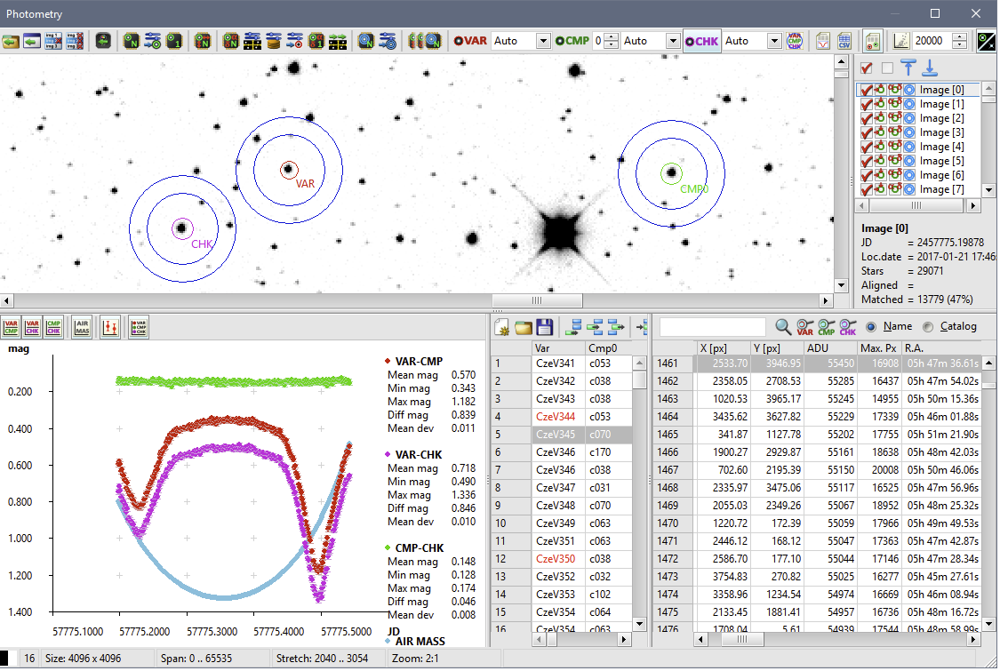 Photometry
VAR Auto CMP 0 Auto CHK Auto 20000
VAR
CHK
CMP0
Image [0]
Image [1]
Image [2]
Image [3]
Image [4]
Image [5]
Image [6]
Image [7]
Image [0]
JD = 2457775.19878
Loc.date = 2017-01-21 17:46
Stars = 29071
Aligned =
Matched = 13779 (47%)
VAR CMP VAR CHK CMP CHK AIR MAS VAR CMP CHK
mag
0.200
0.400
0.600
0.800
1.000
1.200
1.400
57775.1000 57775.2000 57775.3000 57775.4000 57775.5000
VAR-CMP
Mean mag 0.570
Min mag 0.343
Max mag 1.182
Diff mag 0.839
Mean dev 0.011
VAR-CHK
Mean mag 0.718
Min mag 0.490
Max mag 1.336
Diff mag 0.846
Mean dev 0.010
CMP-CHK
Mean mag 0.148
Min mag 0.128
Max mag 0.174
Diff mag 0.046
Mean dev 0.008
JD
AIR MASS
Var Cmp0
1 CzeV341 c053
2 CzeV342 c038
3 CzeV343 c038
4 CzeV344 c053
5 CzeV345 c070
6 CzeV346 c170
7 CzeV346 c038
8 CzeV347 c031
9 CzeV348 c070
10 CzeV349 c063
11 CzeV351 c063
12 CzeV350 c038
13 CzeV352 c032
14 CzeV353 c102
15 CzeV354 c064
16 CzeV354 c063
VAR CMP CHK Name Catalog
X [px] Y [px] ADU Max. Px R.A.
1461 2533.70 3946.95 55450 16908 05h 47m 36.61s
1462 2358.05 2708.53 55285 16437 05h 47m 54.02s
1463 1020.53 3965.17 55245 14955 05h 50m 15.36s
1464 3435.62 3627.82 55229 17339 05h 46m 01.88s
1465 341.87 1127.78 55202 17755 05h 51m 21.90s
1466 1900.27 2929.87 55161 18638 05h 48m 42.03s
1467 702.60 2195.39 55150 20008 05h 50m 46.06s
1468 2335.97 3475.06 55117 16525 05h 47m 56.96s
1469 2055.03 2349.26 55067 18952 05h 48m 25.32s
1470 1220.72 172.39 55059 17966 05h 49m 49.53s
1471 2446.12 168.12 55047 17363 05h 47m 42.87s
1472 2586.70 177.10 55044 17146 05h 47m 28.34s
1473 3754.83 270.82 55025 16277 05h 45m 27.61s
1474 3358.96 1234.54 54974 16669 05h 46m 08.94s
1475 2133.45 1881.41 54957 16736 05h 48m 16.72s
1476 1708.04 5.61 54939 17544 05h 48m 58.99s
16 Size: 4096 x 4096 Span: 0 .. 65535 Stretch: 2040 .. 3054 Zoom: 2:1